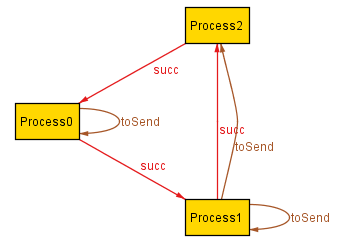 Process2
succ
Process0
toSend
succ
toSend
succ
Process1
toSend